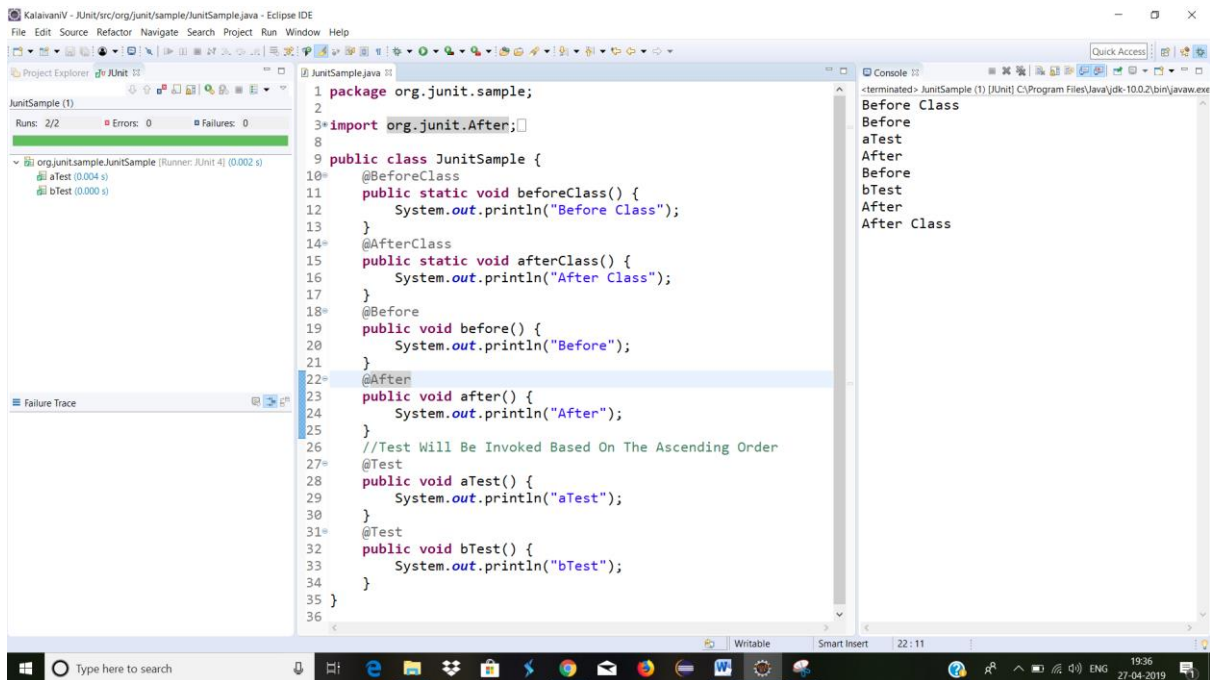 KalaivaniV - JUnit/src/org/junit/sample/JunitSample.java - Eclipse IDE
File Edit Source Refactor Navigate Search Project Run Window Help
Quick Access
Project Explorer JUnit
JunitSample (1)
Runs: 2/2 Errors: 0 Failures: 0
org.junit.sample.JunitSample [Runner: JUnit 4] (0.002 s)
aTest (0.004 s)
bTest (0.000 s)
Failure Trace
JunitSample.java
1 package org.junit.sample;
2
3 import org.junit.After;
8
9 public class JunitSample {
10 @BeforeClass
11 public static void beforeClass() {
12 System.out.println("Before Class");
13 }
14 @AfterClass
15 public static void afterClass() {
16 System.out.println("After Class");
17 }
18 @Before
19 public void before() {
20 System.out.println("Before");
21 }
22 @After
23 public void after() {
24 System.out.println("After");
25 }
26 //Test Will Be Invoked Based On The Ascending Order
27 @Test
28 public void aTest() {
29 System.out.println("aTest");
30 }
31 @Test
32 public void bTest() {
33 System.out.println("bTest");
34 }
35 }
36
Console
<terminated> JunitSample (1) [JUnit] C:\Program Files\Java\jdk-10.0.2\bin\javaw.exe
Before Class
Before
aTest
After
Before
bTest
After
After Class
Writable Smart Insert 22 : 11
Type here to search
ENG 19:36
27-04-2019